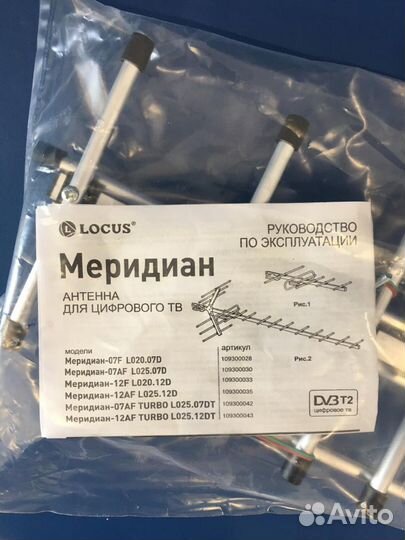 LOCUS®
РУКОВОДСТВО
ПО ЭКСПЛУАТАЦИИ
Меридиан
АНТЕННА
ДЛЯ ЦИФРОВОГО ТВ
Рис.1
Рис.2
модели
артикул
Меридиан-07F L020.07D
109300028
Меридиан-07AF L025.07D
109300030
Меридиан-12F L020.12D
109300033
Меридиан-12AF L025.12D
109300035
Меридиан-07AF TURBO L025.07DT
109300042
Меридиан-12AF TURBO L025.12DT
109300043
DVB T2
цифровое тв
Avito